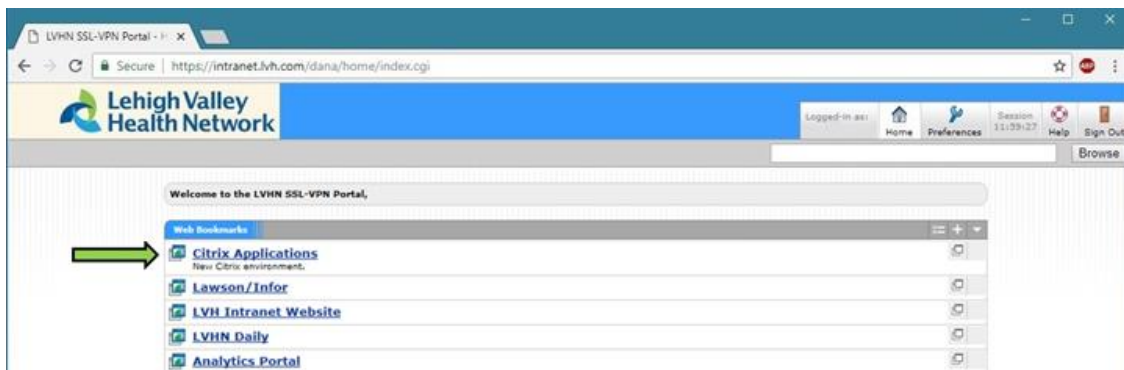 LVHN SSL-VPN Portal - H
Secure https://intranet.lvh.com/dana/home/index.cgi
ABP
Lehigh Valley
Health Network
Logged-in as:
Home
Preferences
Session
11:59:27
Help
Sign Out
Browse
Welcome to the LVHN SSL-VPN Portal,
Web Bookmarks
Citrix Applications
New Citrix environment.
Lawson/Infor
LVH Intranet Website
LVHN Daily
Analytics Portal